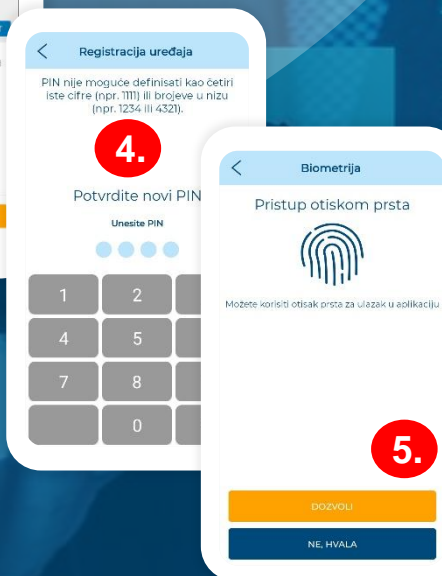 Registracija uređaja
PIN nije moguće definisati kao četiri
iste cifre (npr. 1111) ili brojeve u nizu
(npr. 1234 ili 4321).
4.
Potvrdite novi PIN
Unesite PIN
1 2
4 5
7 8
0
Biometrija
Pristup otiskom prsta
Možete korisiti otisak prsta za ulazak u aplikaciju
5.
DOZVOLI
NE, HVALA